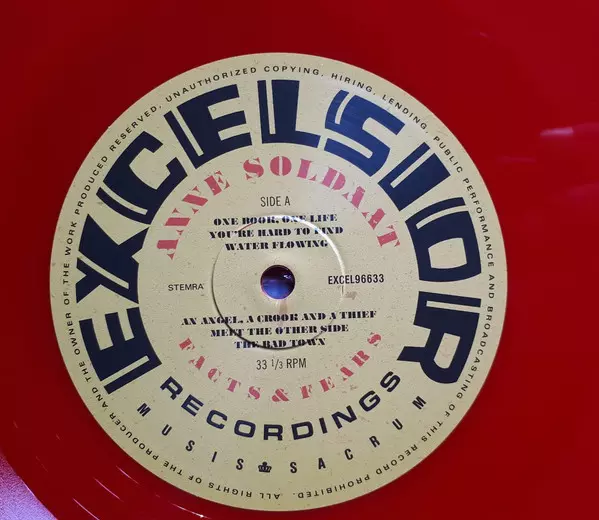 ALL RIGHTS OF THE PRODUCER AND THE OWNER OF THE WORK PRODUCED RESERVED, UNAUTHORIZED COPYING, HIRING, LENDING, PUBLIC PERFORMANCE AND BROADCASTING OF THIS RECORD PROHIBITED.
EXCELSIOR
ANNE SOLDAAT
SIDE A
ONE ROOK, ONE LIFE
YOU'RE HARD TO FIND
WATER FLOWING
STEMRA
EXCEL96633
AN ANGEL, A CROOK AND A THIEF
MEET THE OTHER SIDE
THE BAD TOWN
33 1/3 RPM
FACTS & FEARS
RECORDINGS
MUSIS SACRUM